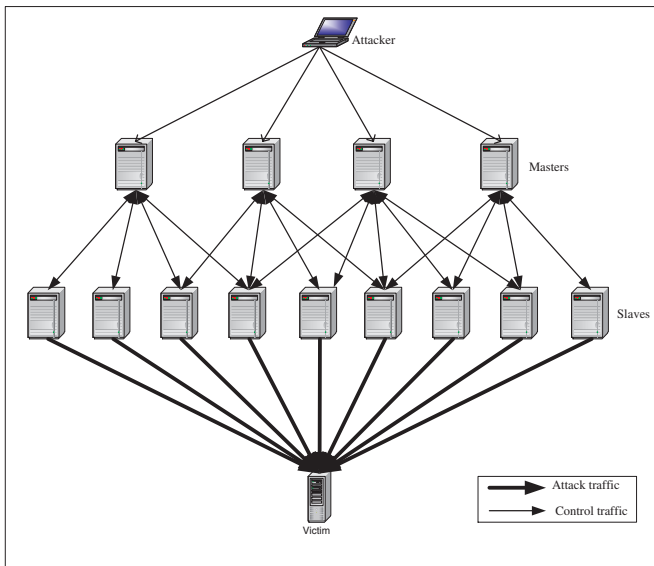 Attacker
Masters
Slaves
Attack traffic
Control traffic
Victim